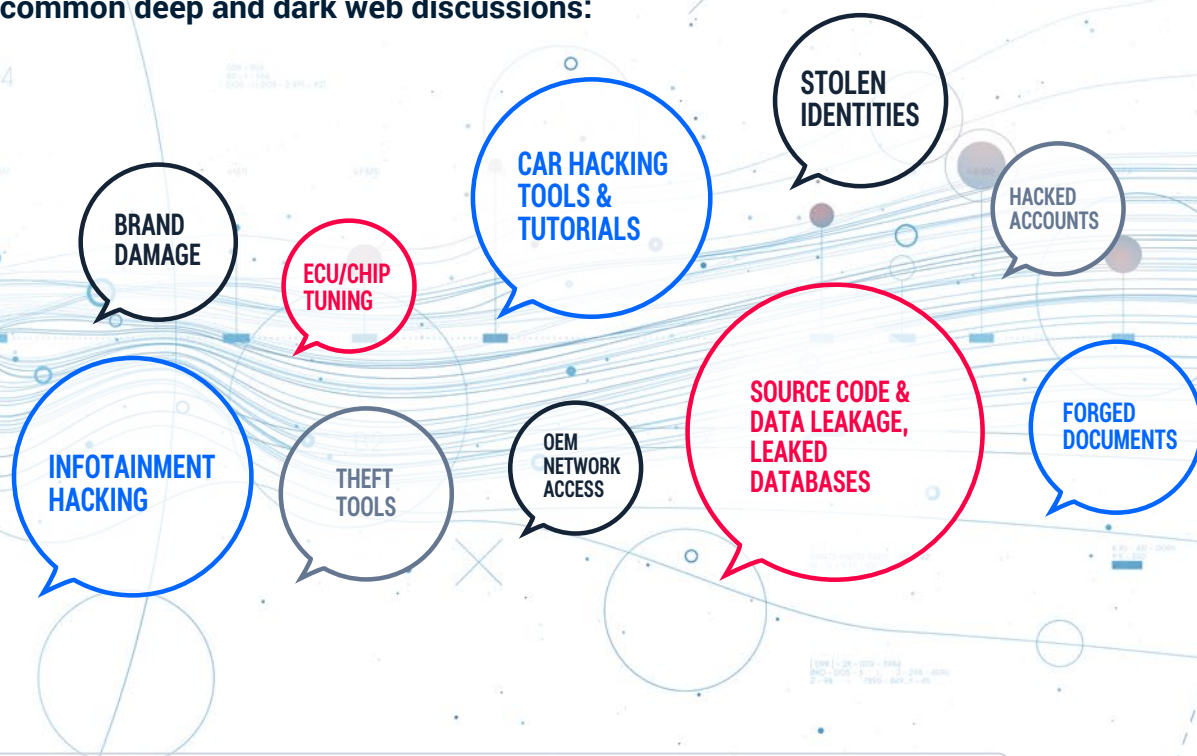 common deep and dark web discussions:
STOLEN
IDENTITIES
CAR HACKING
TOOLS &
TUTORIALS
HACKED
ACCOUNTS
BRAND
DAMAGE
ECU/CHIP
TUNING
SOURCE CODE &
DATA LEAKAGE,
LEAKED
DATABASES
FORGED
DOCUMENTS
INFOTAINMENT
HACKING
THEFT
TOOLS
OEM
NETWORK
ACCESS